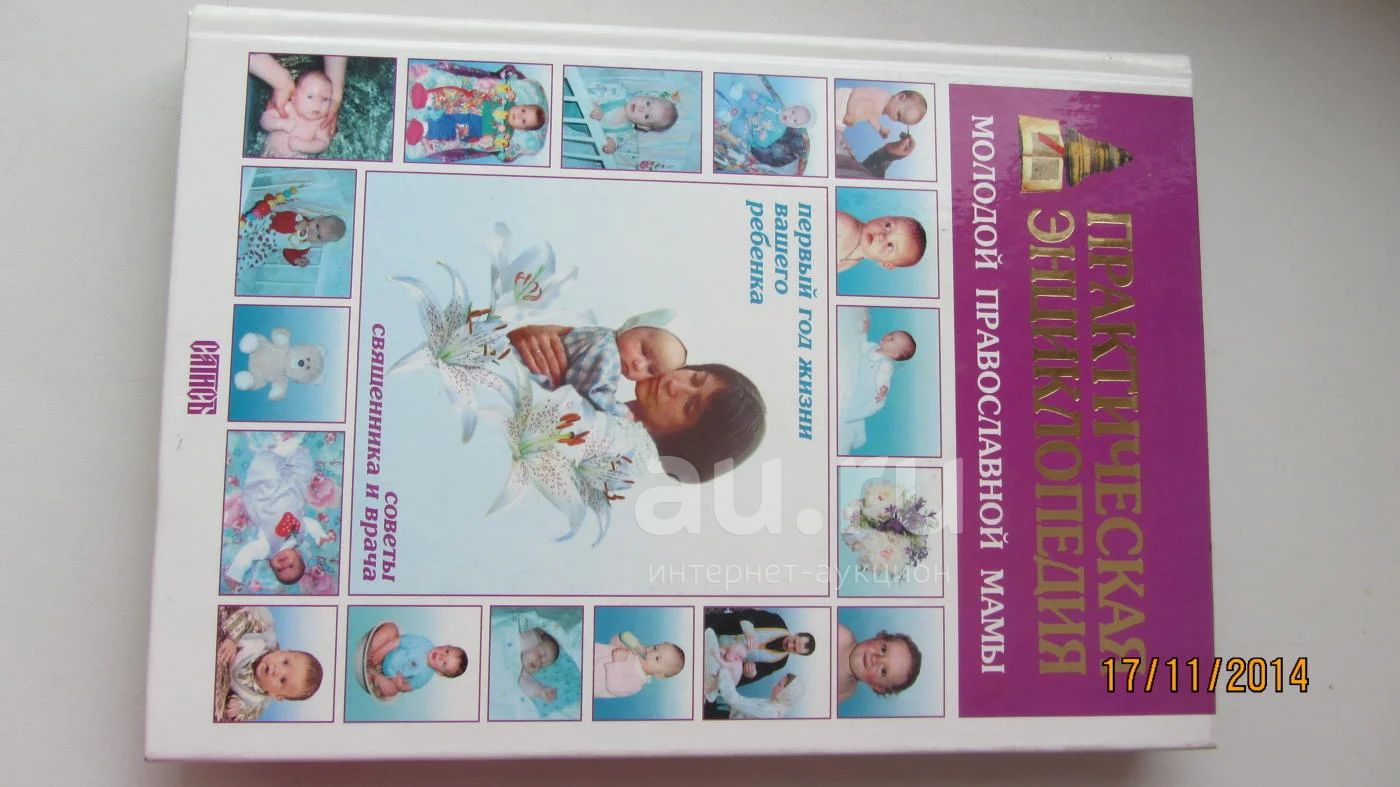 ПРАКТИЧЕСКАЯ
ЭНЦИКЛОПЕДИЯ
МОЛОДОЙ ПРАВОСЛАВНОЙ МАМЫ
первый год жизни
вашего
ребенка
советы
священника и врача
САТИСЪ
au.ru
интернет-аукцион
17/11/2014